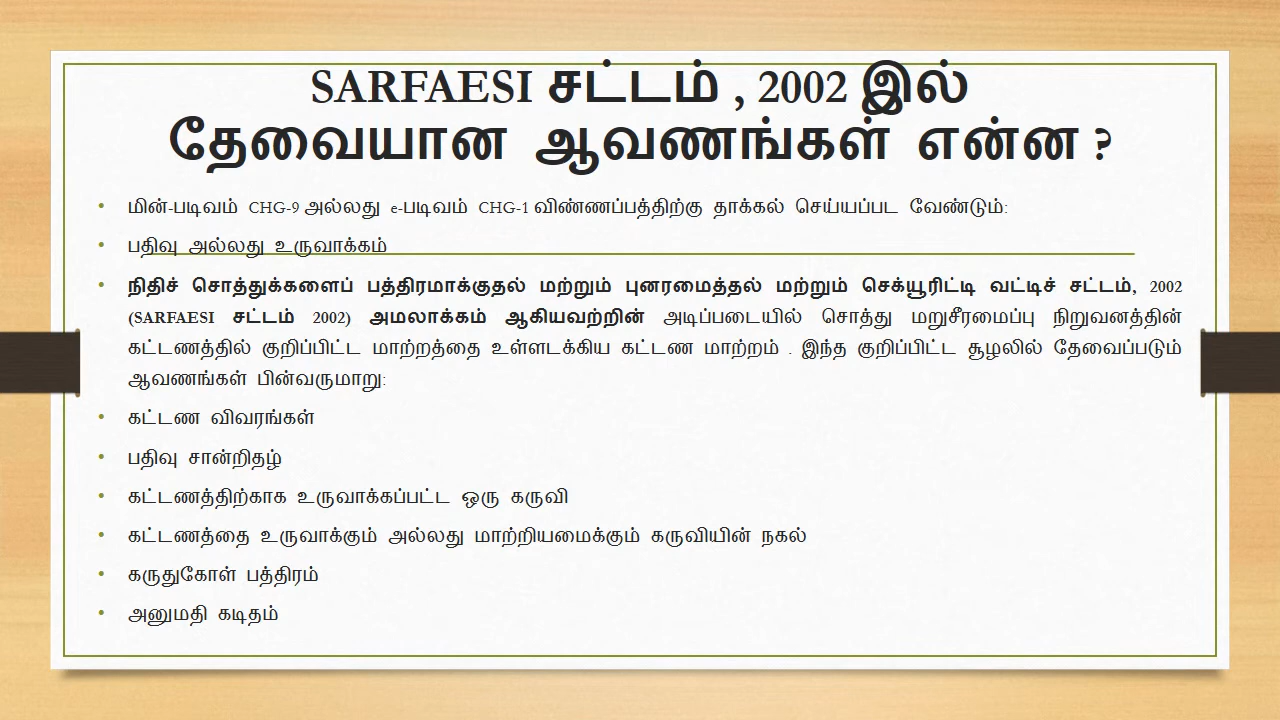 SARFAESI சட்டம் , 2002 இல்
தேவையான ஆவணங்கள் என்ன ?
• மின்-படிவம் CHG-9 அல்லது e-படிவம் CHG-1 விண்ணப்பத்திற்கு தாக்கல் செய்யப்பட வேண்டும்:
• பதிவு அல்லது உருவாக்கம்
• நிதிச் சொத்துக்களைப் பத்திரமாக்குதல் மற்றும் புனரமைத்தல் மற்றும் செக்யூரிட்டி வட்டிச் சட்டம், 2002
(SARFAESI சட்டம் 2002) அமலாக்கம் ஆகியவற்றின் அடிப்படையில் சொத்து மறுசீரமைப்பு நிறுவனத்தின்
கட்டணத்தில் குறிப்பிட்ட மாற்றத்தை உள்ளடக்கிய கட்டண மாற்றம் . இந்த குறிப்பிட்ட சூழலில் தேவைப்படும்
ஆவணங்கள் பின்வருமாறு:
• கட்டண விவரங்கள்
• பதிவு சான்றிதழ்
• கட்டணத்திற்காக உருவாக்கப்பட்ட ஒரு கருவி
• கட்டணத்தை உருவாக்கும் அல்லது மாற்றியமைக்கும் கருவியின் நகல்
• கருதுகோள் பத்திரம்
• அனுமதி கடிதம்